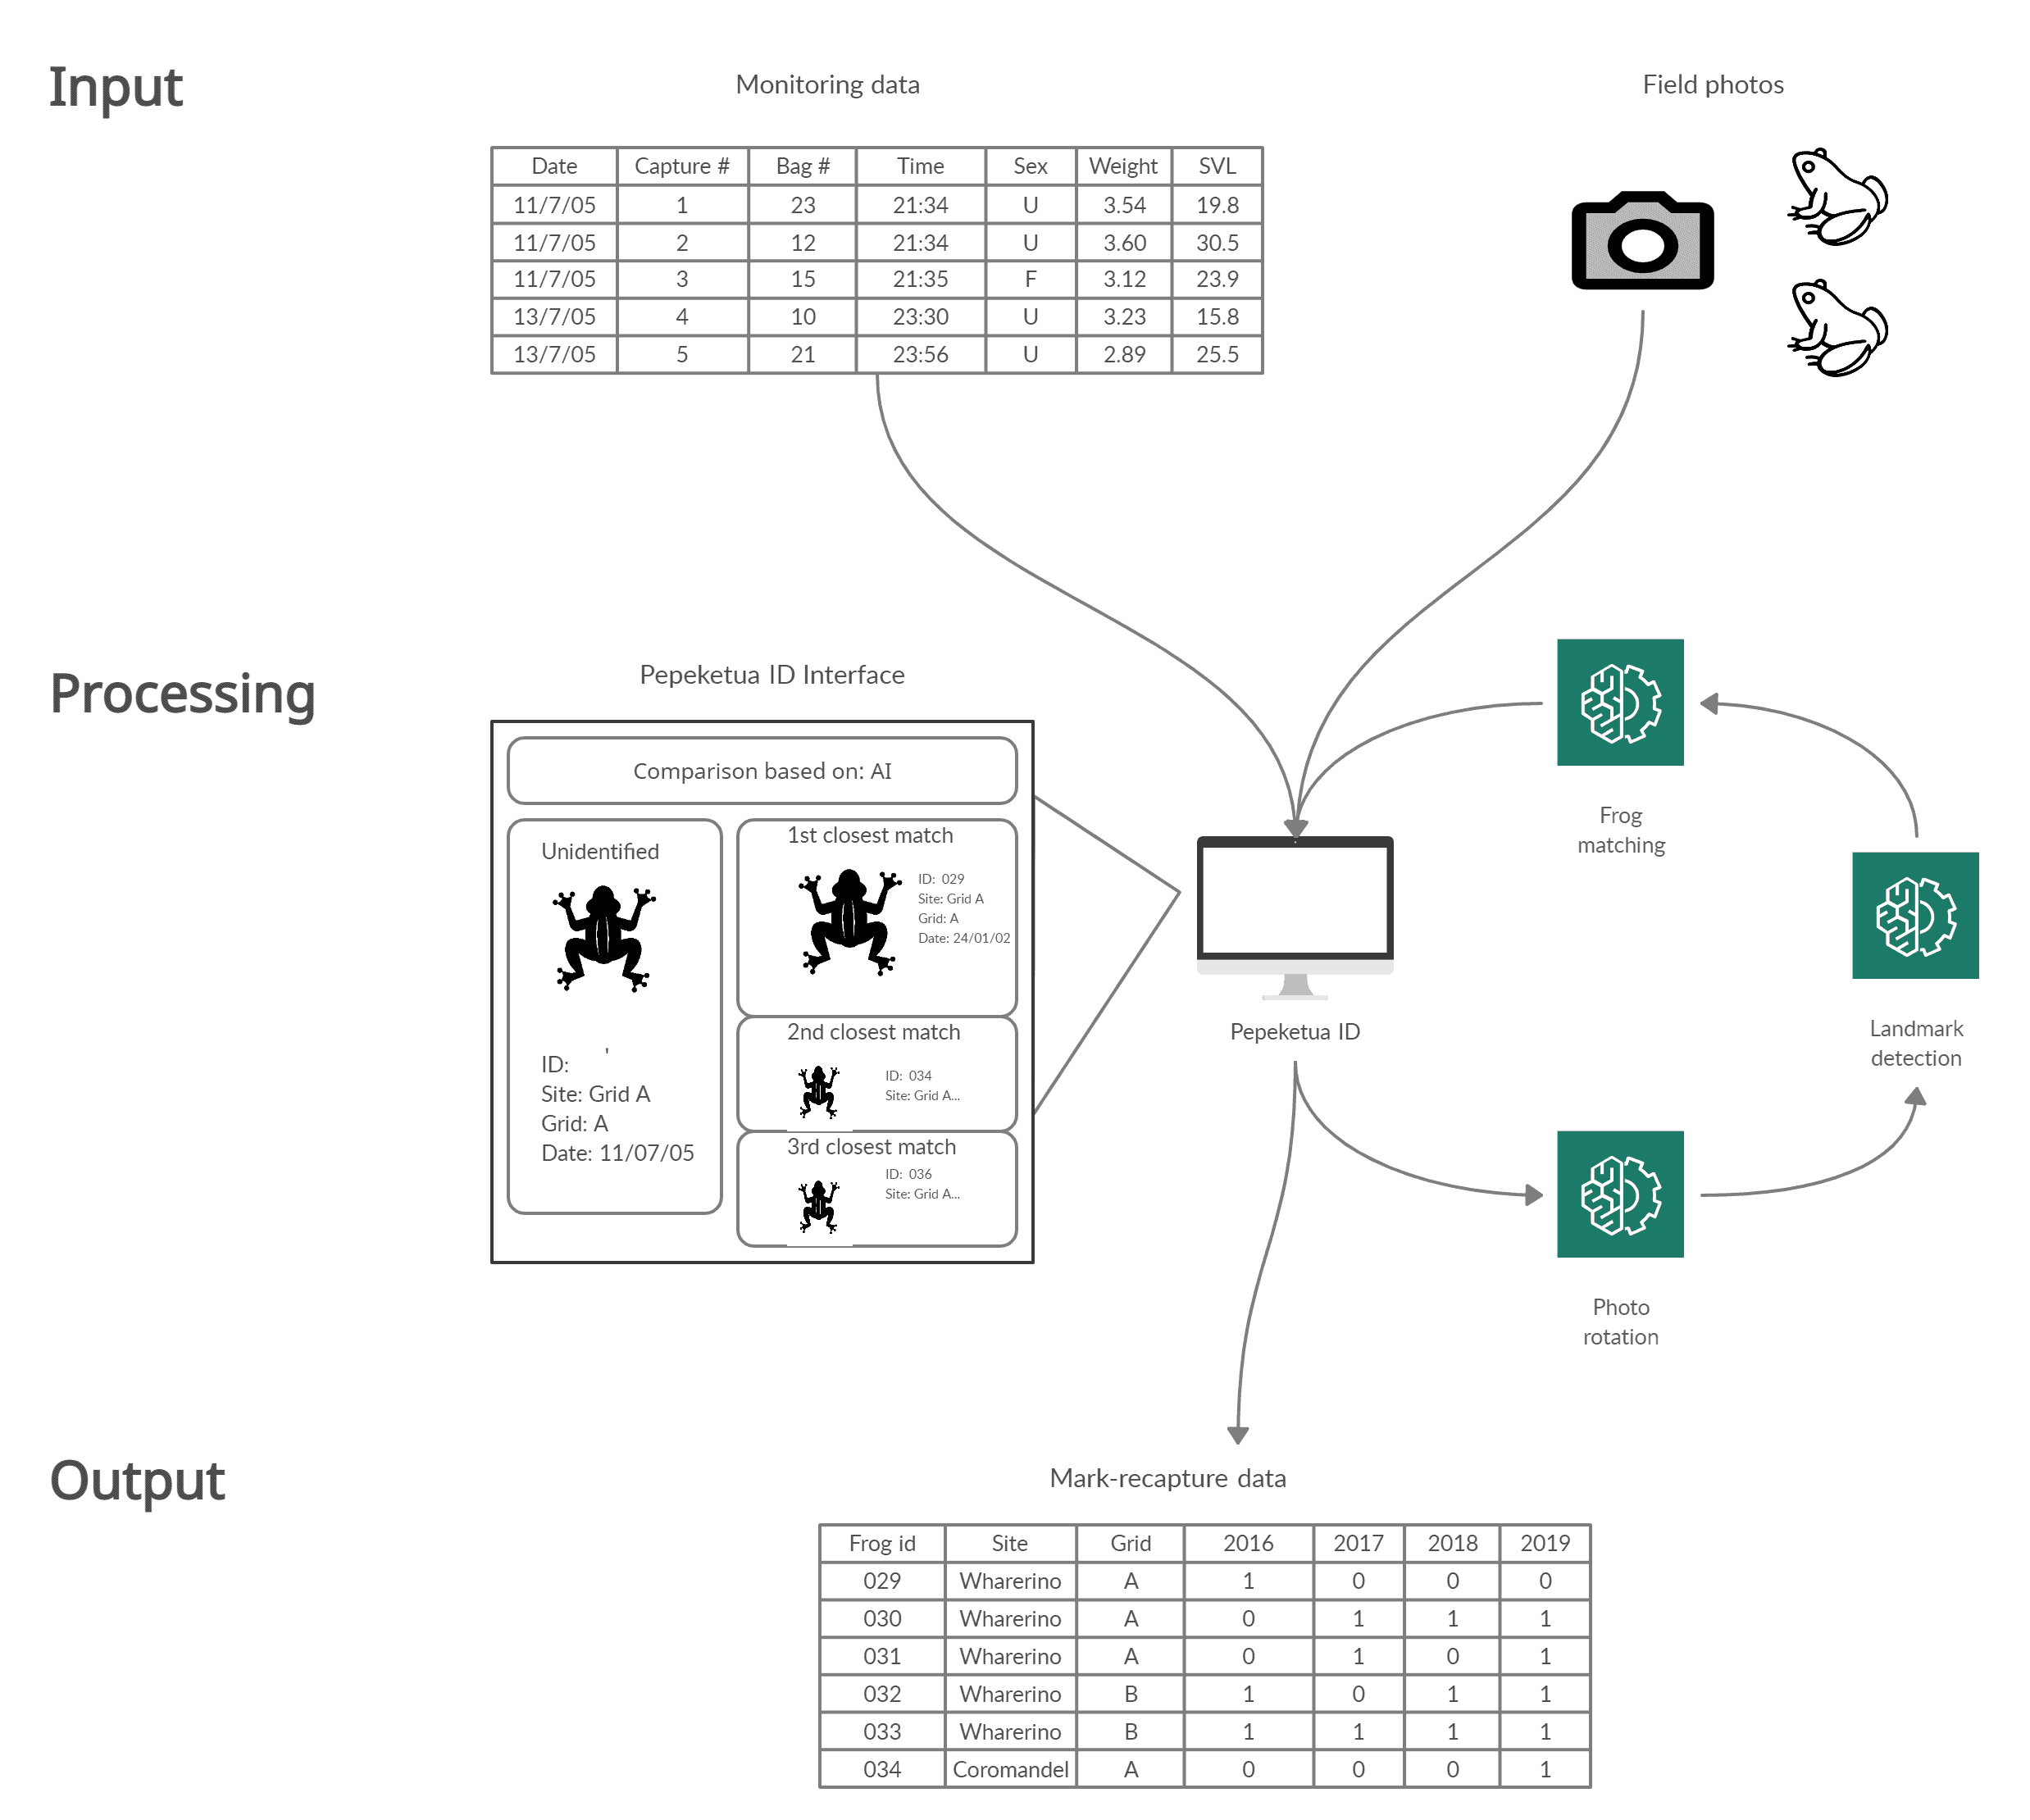 Input
Monitoring data
Field photos
Date Capture # Bag # Time Sex Weight SVL
11/7/05 1 23 21:34 U 3.54 19.8
11/7/05 2 12 21:34 U 3.60 30.5
11/7/05 3 15 21:35 F 3.12 23.9
13/7/05 4 10 23:30 U 3.23 15.8
13/7/05 5 21 23:56 U 2.89 25.5
Processing
Pepeketua ID Interface
Comparison based on: AI
Unidentified
ID: '
Site: Grid A
Grid: A
Date: 11/07/05
1st closest match
ID: 029
Site: Grid A
Grid: A
Date: 24/01/02
2nd closest match
ID: 034
Site: Grid A...
3rd closest match
ID: 036
Site: Grid A...
Pepeketua ID
Frog
matching
Landmark
detection
Photo
rotation
Output
Mark-recapture data
Frog id Site Grid 2016 2017 2018 2019
029 Wharerino A 1 0 0 0
030 Wharerino A 0 1 1 1
031 Wharerino A 0 1 0 1
032 Wharerino B 1 0 1 1
033 Wharerino B 1 1 1 1
034 Coromandel A 0 0 0 1